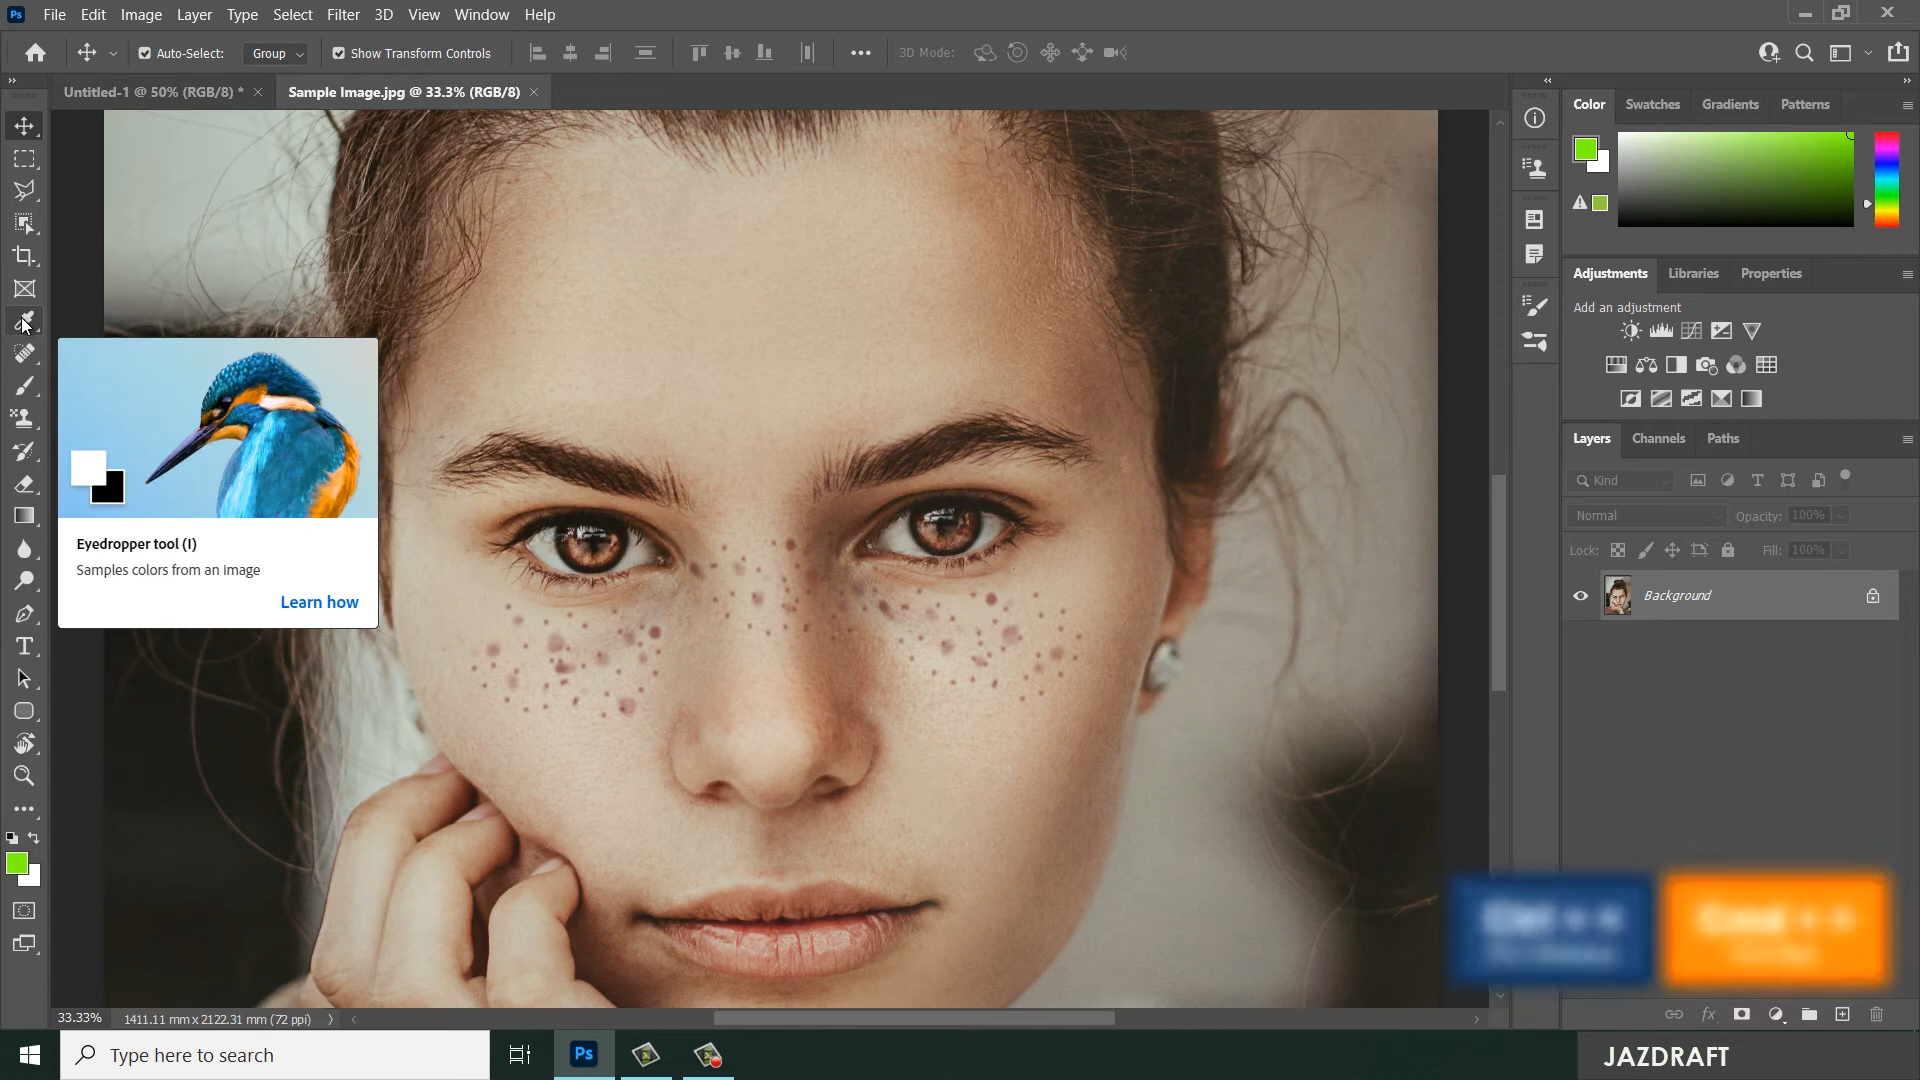 Ps File Edit Image Layer Type Select Filter 3D View Window Help
Auto-Select: Group Show Transform Controls 3D Mode:
Untitled-1 @ 50% (RGB/8) * Sample Image.jpg @ 33.3% (RGB/8)
Color Swatches Gradients Patterns
Adjustments Libraries Properties
Add an adjustment
Layers Channels Paths
Kind
Normal Opacity: 100%
Lock: Fill: 100%
Background
Eyedropper tool (I)
Samples colors from an image
Learn how
33.33% 1411.11 mm x 2122.31 mm (72 ppi)
fx
Type here to search
Ps
JAZDRAFT